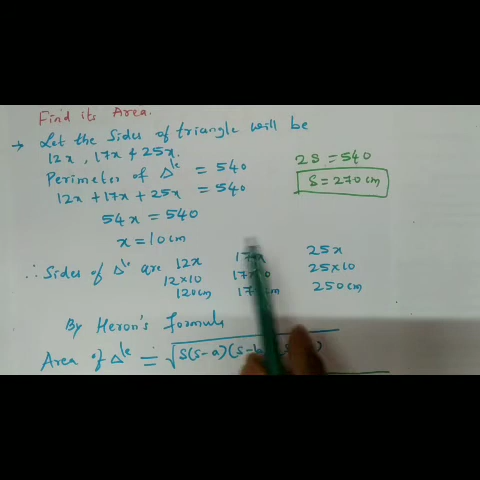 Find its Area.
→ Let the Sides of triangle will be
12x, 17x & 25x.
Perimeter of Δle = 540
12x + 17x + 25x = 540
54x = 540
x = 10cm
2S = 540
S = 270 cm
∴ Sides of Δle are 12x 17x 25x
12×10 25×10
120cm 250cm
By Heron's Formula
Area of Δle = √S(S-a)(S-b)